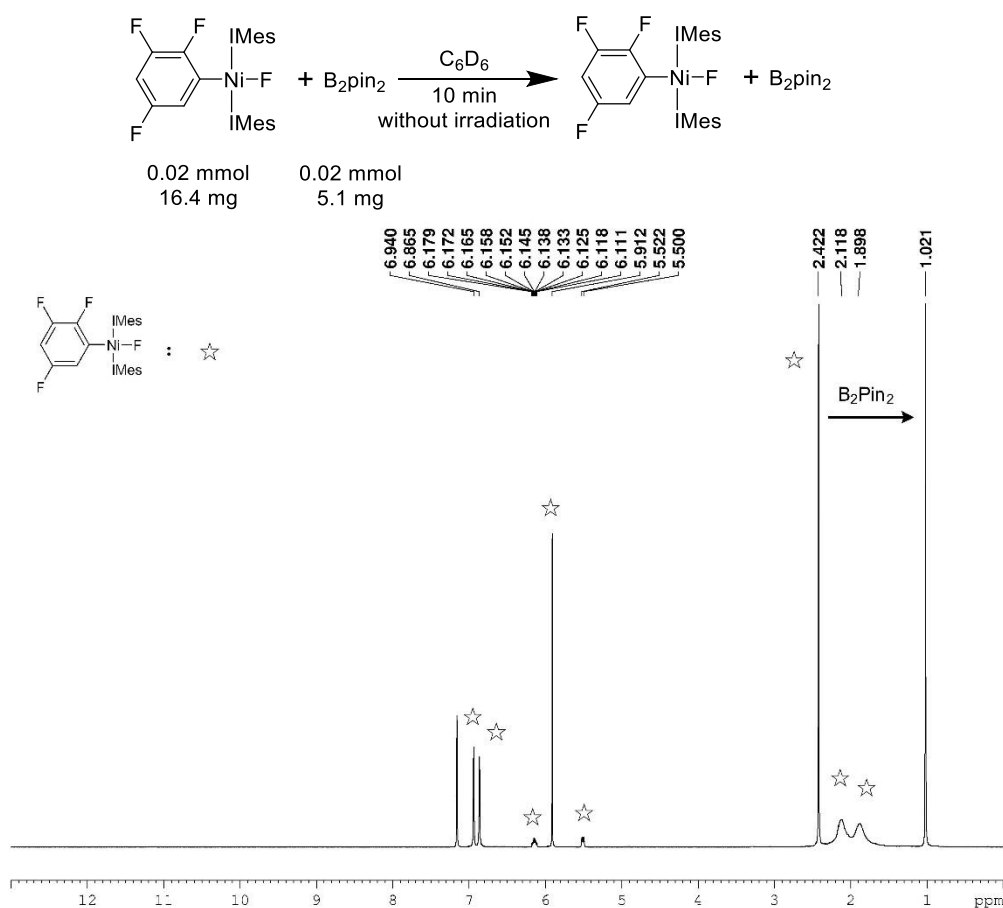 F F IMes
Ni F
F IMes
+ B2pin2
C6D6
10 min
without irradiation
F F IMes
Ni F
F IMes
+ B2pin2
0.02 mmol 0.02 mmol
16.4 mg 5.1 mg
6.940
6.865
6.179
6.172
6.165
6.158
6.152
6.145
6.138
6.133
6.125
6.118
6.111
5.912
5.522
5.500
2.422
2.118
1.898
1.021
F F IMes
Ni F :
F IMes
B2Pin2
12 11 10 9 8 7 6 5 4 3 2 1 ppm